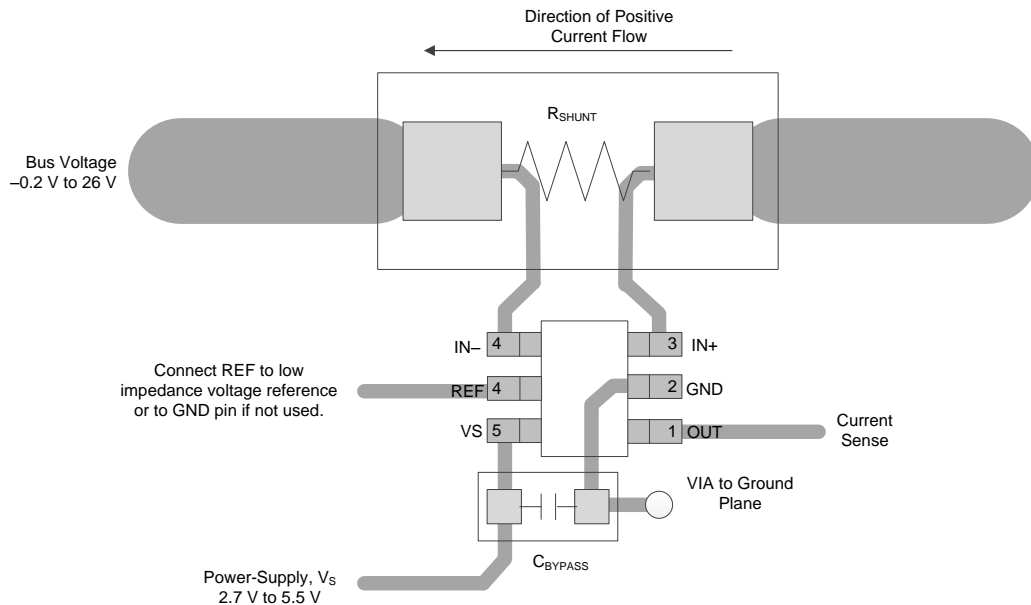 Direction of Positive
Current Flow
RSHUNT
Bus Voltage
–0.2 V to 26 V
IN–
4
3
IN+
Connect REF to low
impedance voltage reference
or to GND pin if not used.
REF
4
2
GND
VS
5
1
OUT
Current
Sense
VIA to Ground
Plane
CBYPASS
Power-Supply, VS
2.7 V to 5.5 V